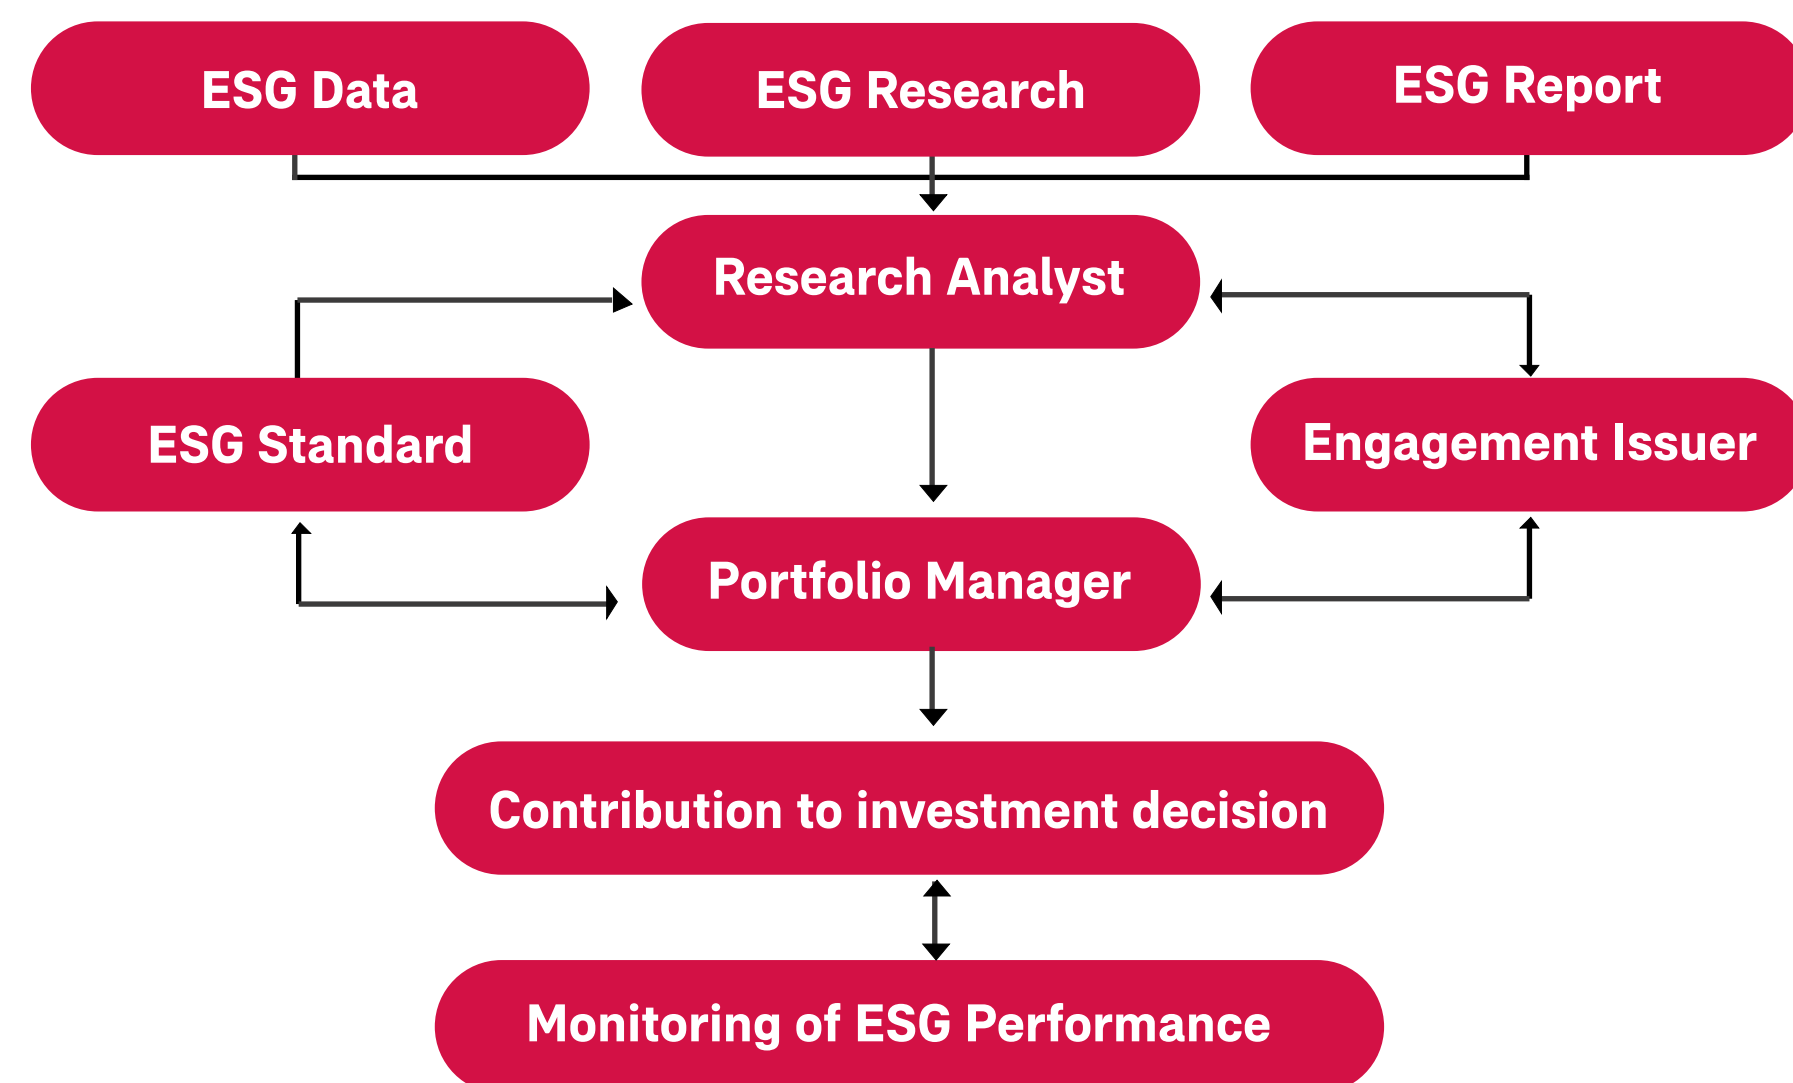 ESG Data
ESG Research
ESG Report
Research Analyst
ESG Standard
Engagement Issuer
Portfolio Manager
Contribution to investment decision
Monitoring of ESG Performance